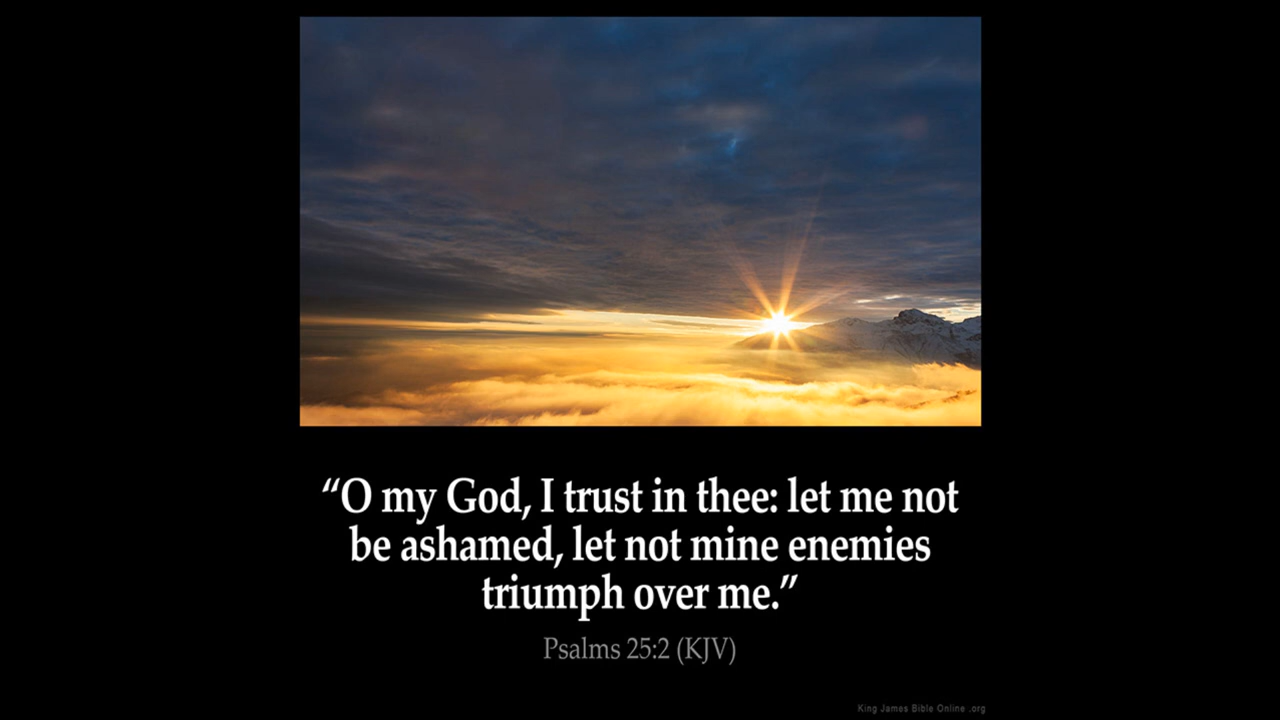 “O my God, I trust in thee: let me not
be ashamed, let not mine enemies
triumph over me.”
Psalms 25:2 (KJV)
King James Bible Online .org